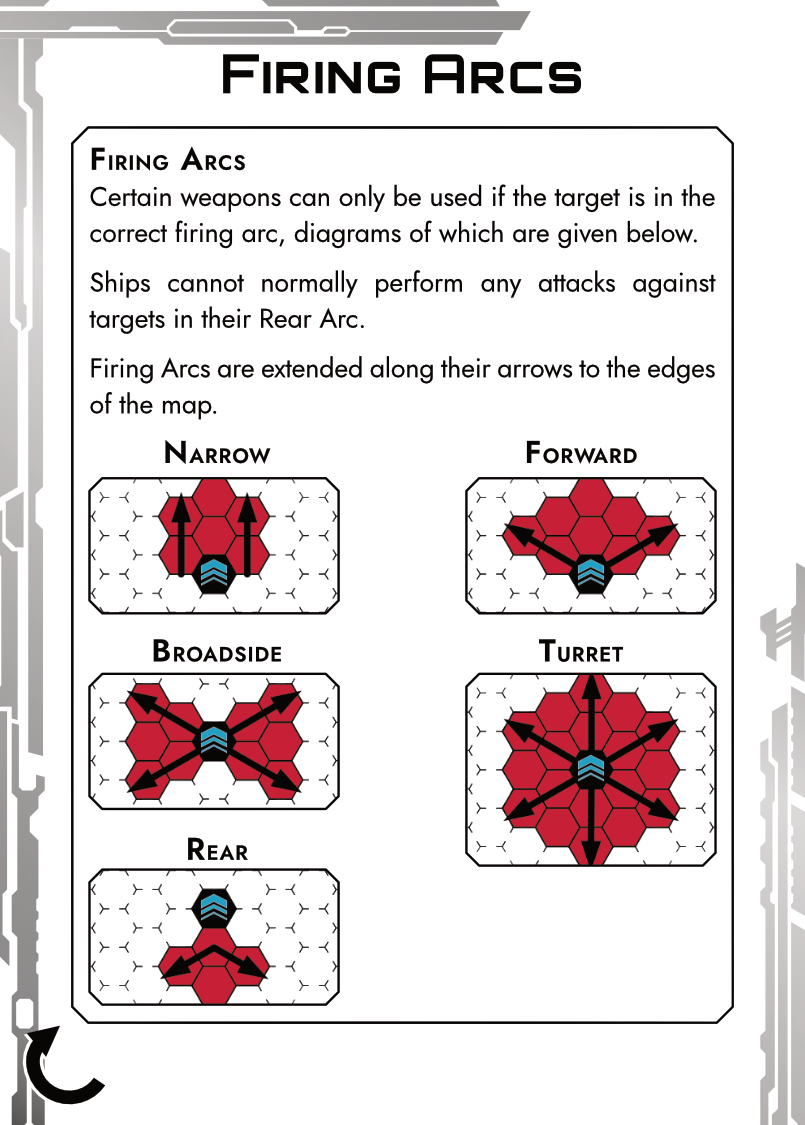 Firing Arcs
Firing Arcs
Certain weapons can only be used if the target is in the
correct firing arc, diagrams of which are given below.
Ships cannot normally perform any attacks against
targets in their Rear Arc.
Firing Arcs are extended along their arrows to the edges
of the map.
Narrow
Forward
Broadside
Turret
Rear